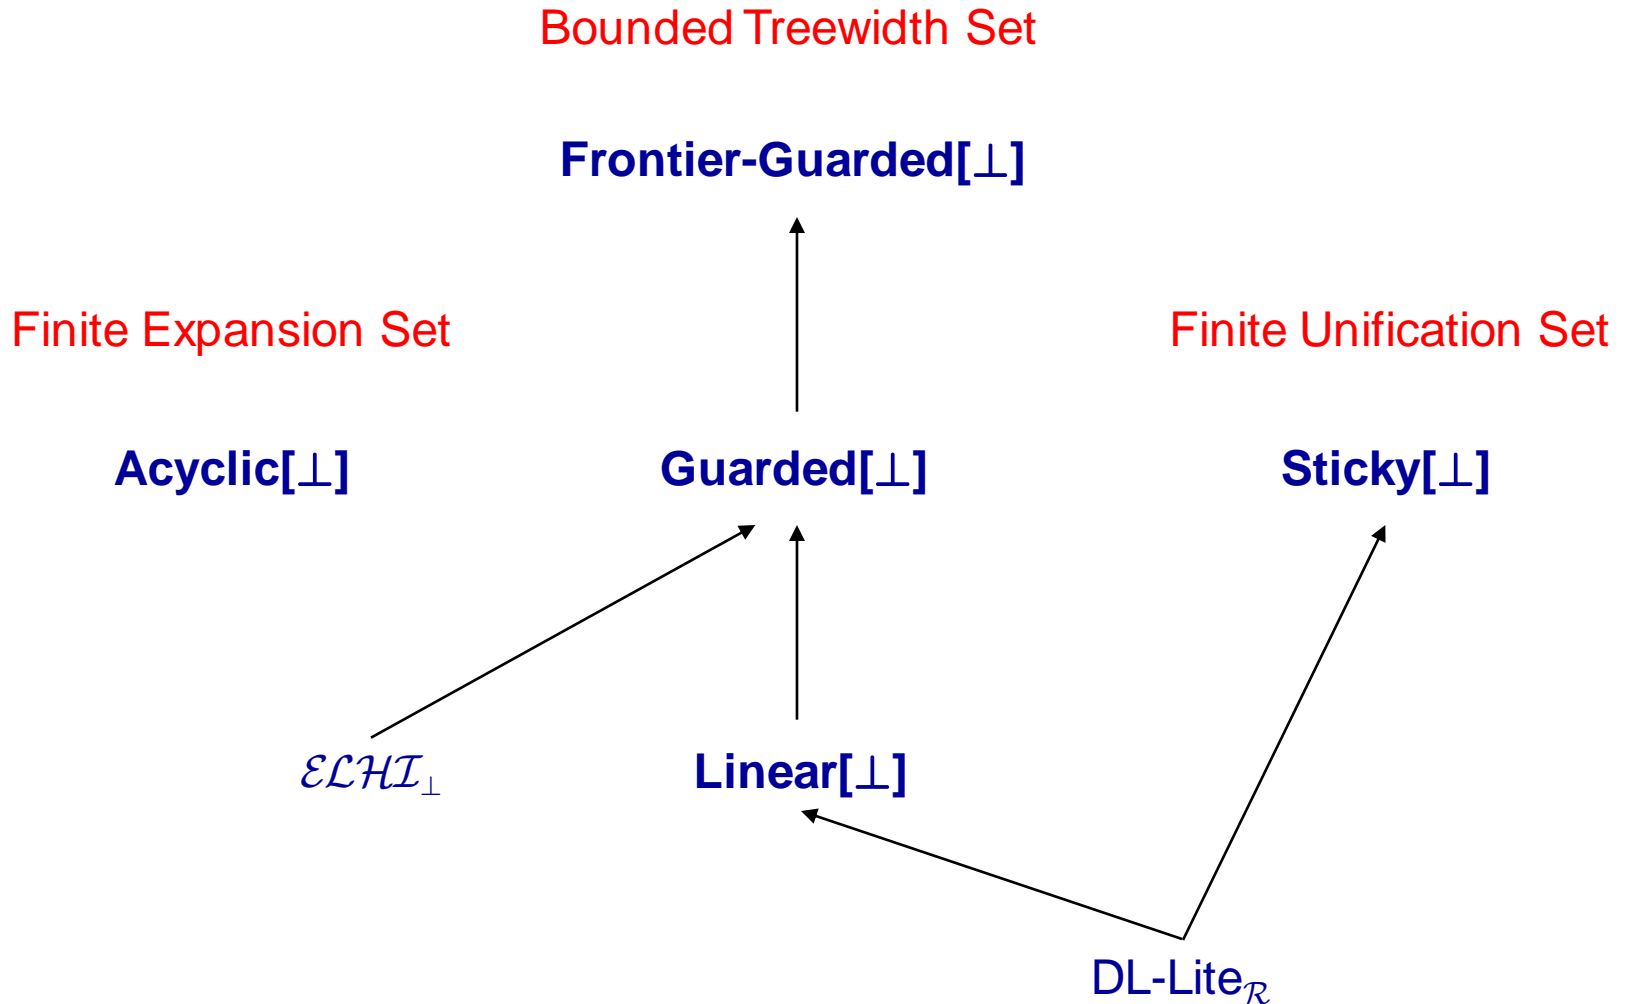 Bounded Treewidth Set
Frontier-Guarded[⊥]
Finite Expansion Set
Finite Unification Set
Acyclic[⊥]
Guarded[⊥]
Sticky[⊥]
ℰℒℋℐ⊥
Linear[⊥]
DL-Liteℛ